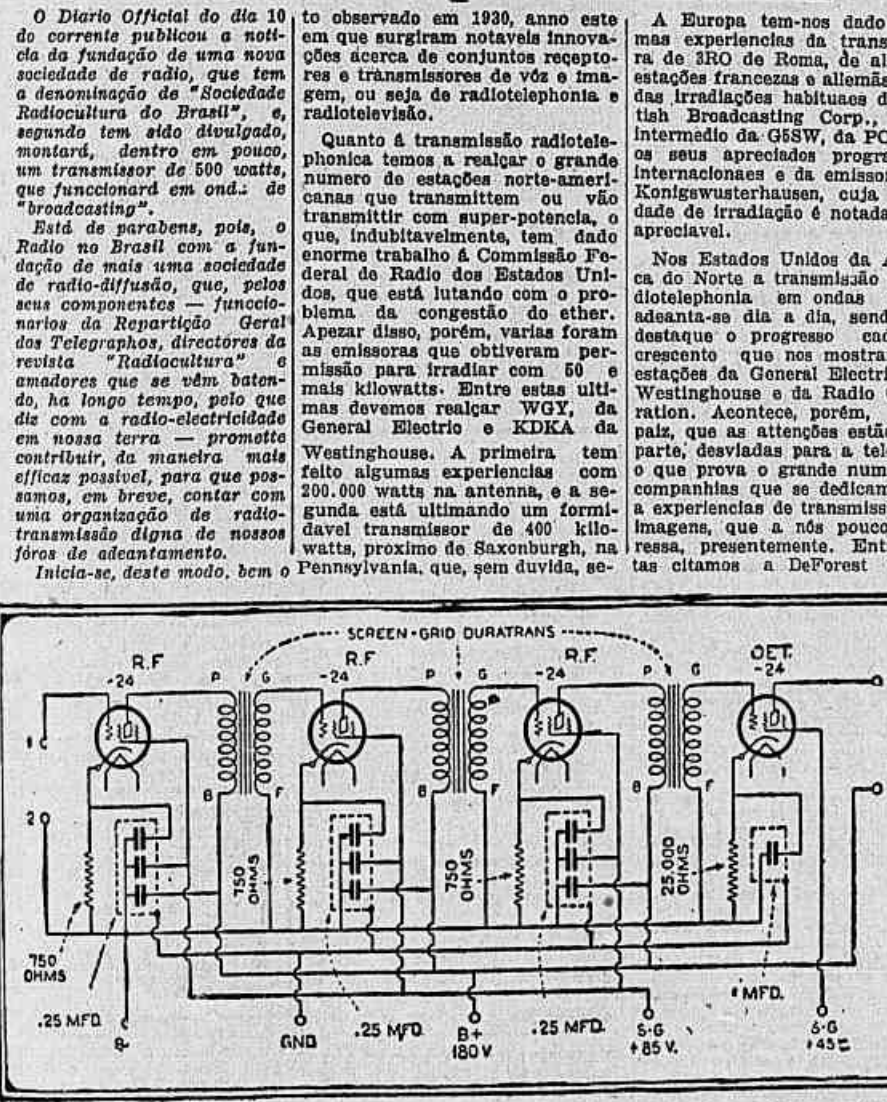 O Diario Official do dia 10
do corrente publicou a noti-
cia da fundação de uma nova
sociedade de radio, que tem
a denominação de "Sociedade
Radiocultura do Brasil", e,
segundo tem sido divulgado,
montará, dentro em pouco,
um transmissor de 500 watts,
que funccionará em onda de
"broadcasting".
Está de parabens, pois, o
Radio no Brasil com a fun-
dação de mais uma sociedade
de radio-diffusão, que, pelos
seus componentes — funccio-
narios da Repartição Geral
dos Telegraphos, directores da
revista "Radiocultura" e
amadores que se vêm baten-
do, ha longo tempo, pelo que
diz com a radio-electricidade
em nossa terra — promette
contribuir, da maneira mais
efficaz possivel, para que pos-
samos, em breve, contar com
uma organização de radio-
transmissão digna de nossos
fóros de adeantamento.
Inicia-se, deste modo, bem o
to observado em 1930, anno este
em que surgiram notaveis innova-
ções acerca de conjuntos recepto-
res e transmissores de vóz e ima-
gem, ou seja de radiotelephonia e
radiotelevisão.
Quanto á transmissão radiotele-
phonica temos a realçar o grande
numero de estações norte-ameri-
canas que transmittem ou vão
transmittir com super-potencia, o
que, indubitavelmente, tem dado
enorme trabalho á Commissão Fe-
deral de Radio dos Estados Uni-
dos, que está lutando com o pro-
blema da congestão do ether.
Apezar disso, porém, varias foram
as emissoras que obtiveram per-
missão para irradiar com 50 e
mais kilowatts. Entre estas ulti-
mas devemos realçar WGY, da
General Electric e KDKA da
Westinghouse. A primeira tem
feito algumas experiencias com
200.000 watts na antenna, e a se-
gunda está ultimando um formi-
davel transmissor de 400 kilo-
watts, proximo de Saxonburgh, na
Pennsylvania, que, sem duvida, se-
A Europa tem-nos dado
mas experiencias da trans
ra de 3RO de Roma, de al
estações francezas e allemãs
das irradiações habituaes d
tish Broadcasting Corp.,
intermedio da G5SW, da PC
os seus apreciados progra
internacionaes e da emissor
Konigswusterhausen, cuja
dade de irradiação é notada
apreciavel.
Nos Estados Unidos da A
ca do Norte a transmissão
diotelephonia em ondas
adeanta-se dia a dia, send
destaque o progresso cad
crescento que nos mostra
estações da General Electri
Westinghouse e da Radio
ration. Acontece, porém,
paiz, que as attenções estã
parte, desviadas para a tel
o que prova o grande num
companhias que se dedicam
a experiencias de transmiss
imagens, que a nós pouco
ressa, presentemente. Ent
tas citamos a DeForest
SCREEN-GRID DURATRANS
R.F
-24
P
G
R.F
-24
P
G
R.F.
-24
P
G
DET.
-24
1
2
B
F
B
F
B
F
750
OHMS
750
OHMS
25.000
OHMS
750
OHMS
.25 MFD.
B-
GND
.25 MFD.
B+
180V
.25 MFD.
S-G
+85 V.
1 MFD.
S-G
+45